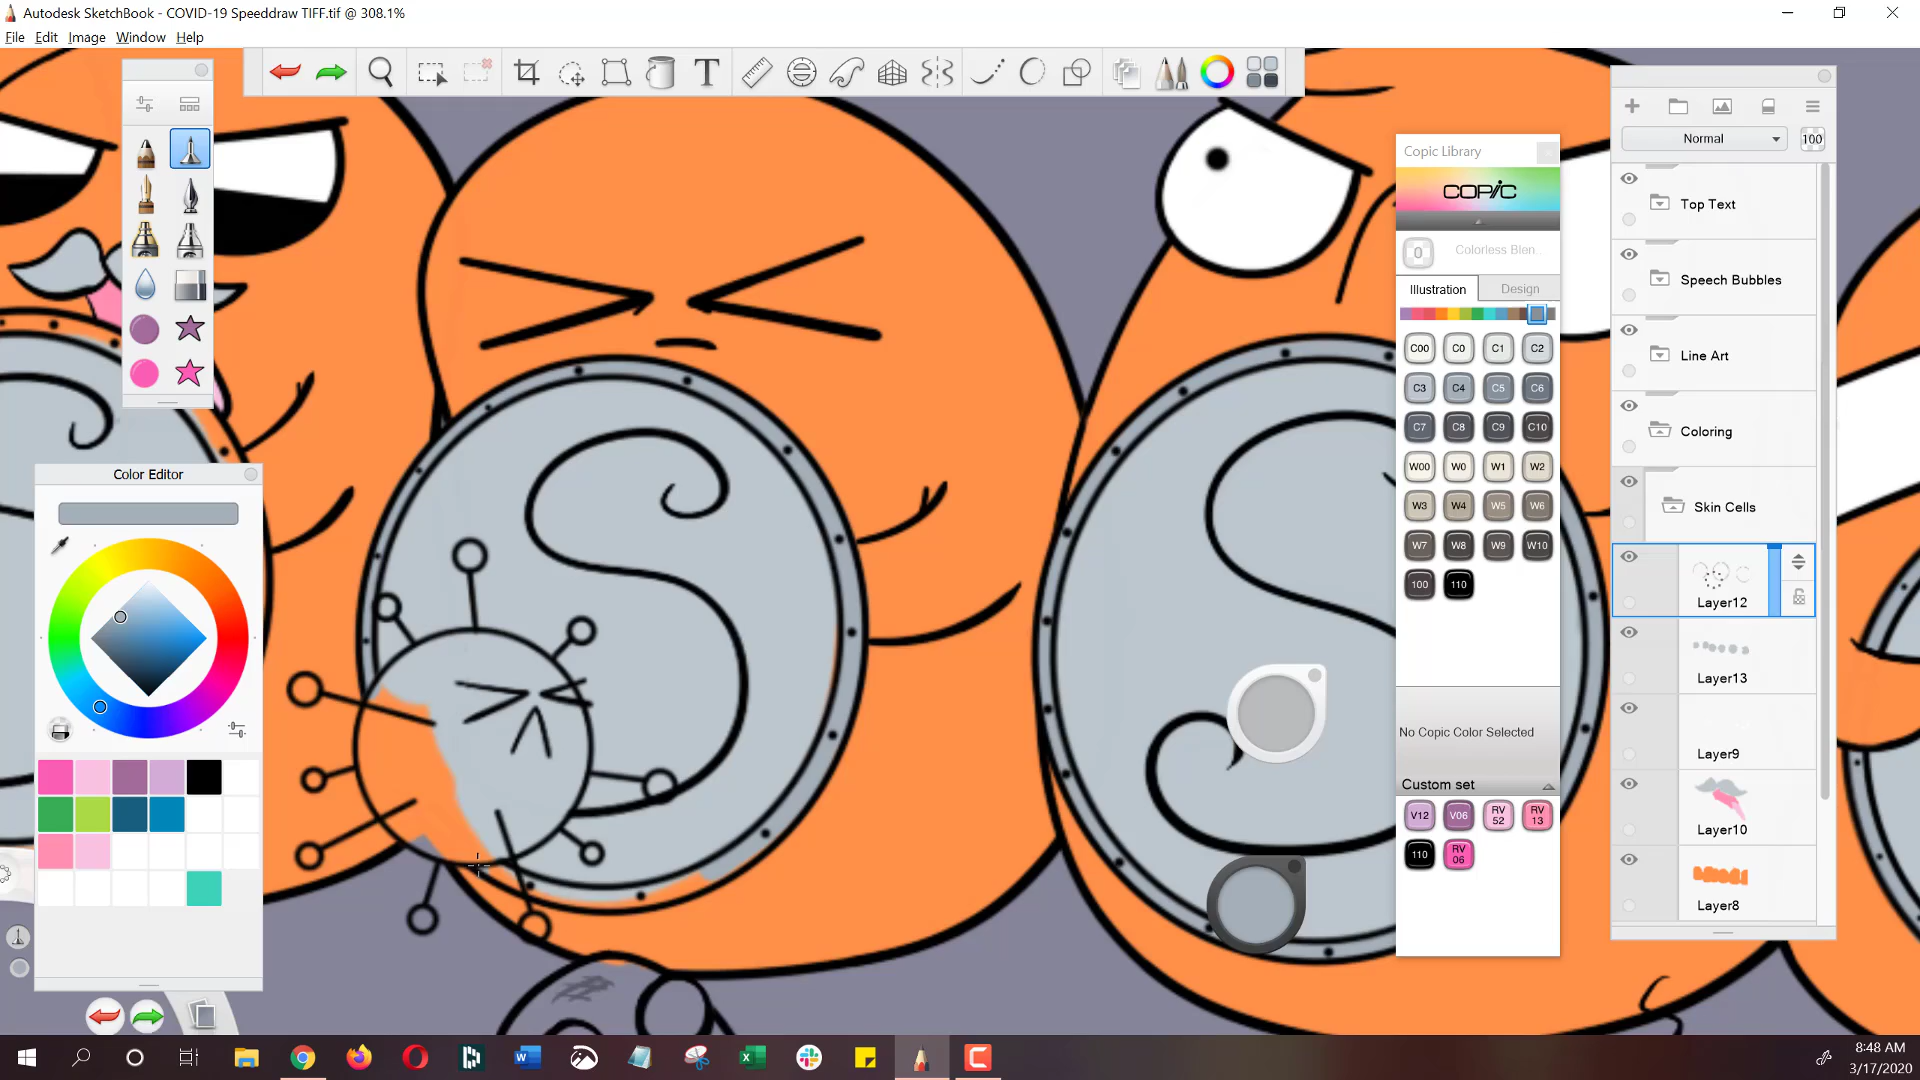 Autodesk SketchBook - COVID-19 Speeddraw TIFF.tif @ 308.1%
File Edit Image Window Help
Normal 100
Top Text
Speech Bubbles
Line Art
Coloring
Skin Cells
Layer12
Layer13
Layer9
Layer10
Layer8
Copic Library
COPIC
0 Colorless Blen..
Illustration Design
C00 C0 C1 C2
C3 C4 C5 C6
C7 C8 C9 C10
W00 W0 W1 W2
W3 W4 W5 W6
W7 W8 W9 W10
100 110
No Copic Color Selected
Custom set
V12 V06 RV 52 RV 13
110 RV 06
Color Editor
S
8:48 AM
3/17/2020